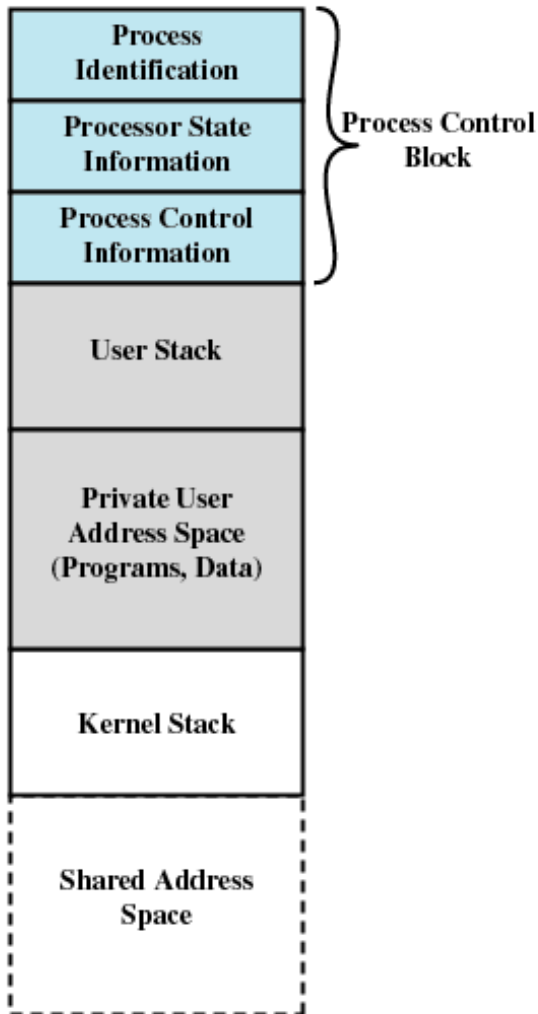 Process
Identification
Processor State
Information
Process Control
Information
Process Control
Block
User Stack
Private User
Address Space
(Programs, Data)
Kernel Stack
Shared Address
Space